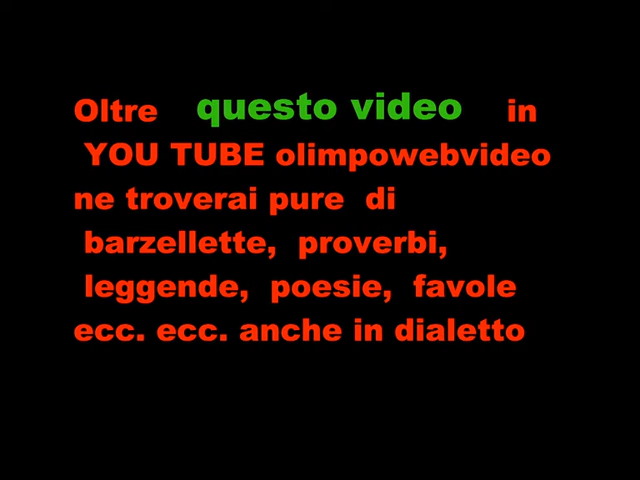 Oltre questo video in
YOU TUBE olimpowebvideo
ne troverai pure di
barzellette, proverbi,
leggende, poesie, favole
ecc. ecc. anche in dialetto